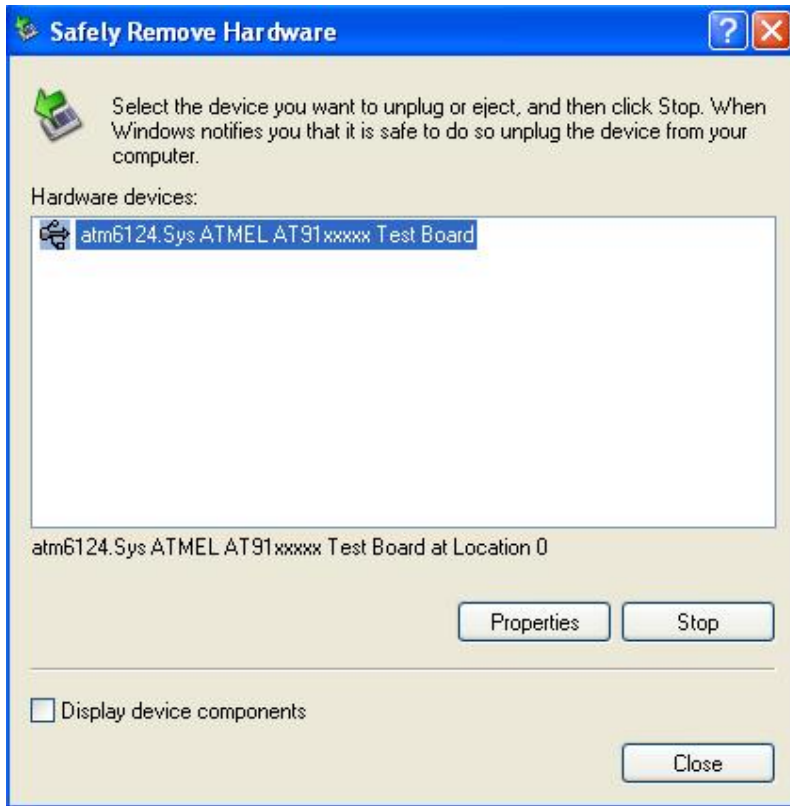 Safely Remove Hardware
Select the device you want to unplug or eject, and then click Stop. When
Windows notifies you that it is safe to do so unplug the device from your
computer.
Hardware devices:
atm6124.Sys ATMEL AT91xxxxx Test Board
atm6124.Sys ATMEL AT91xxxxx Test Board at Location 0
Properties
Stop
Display device components
Close